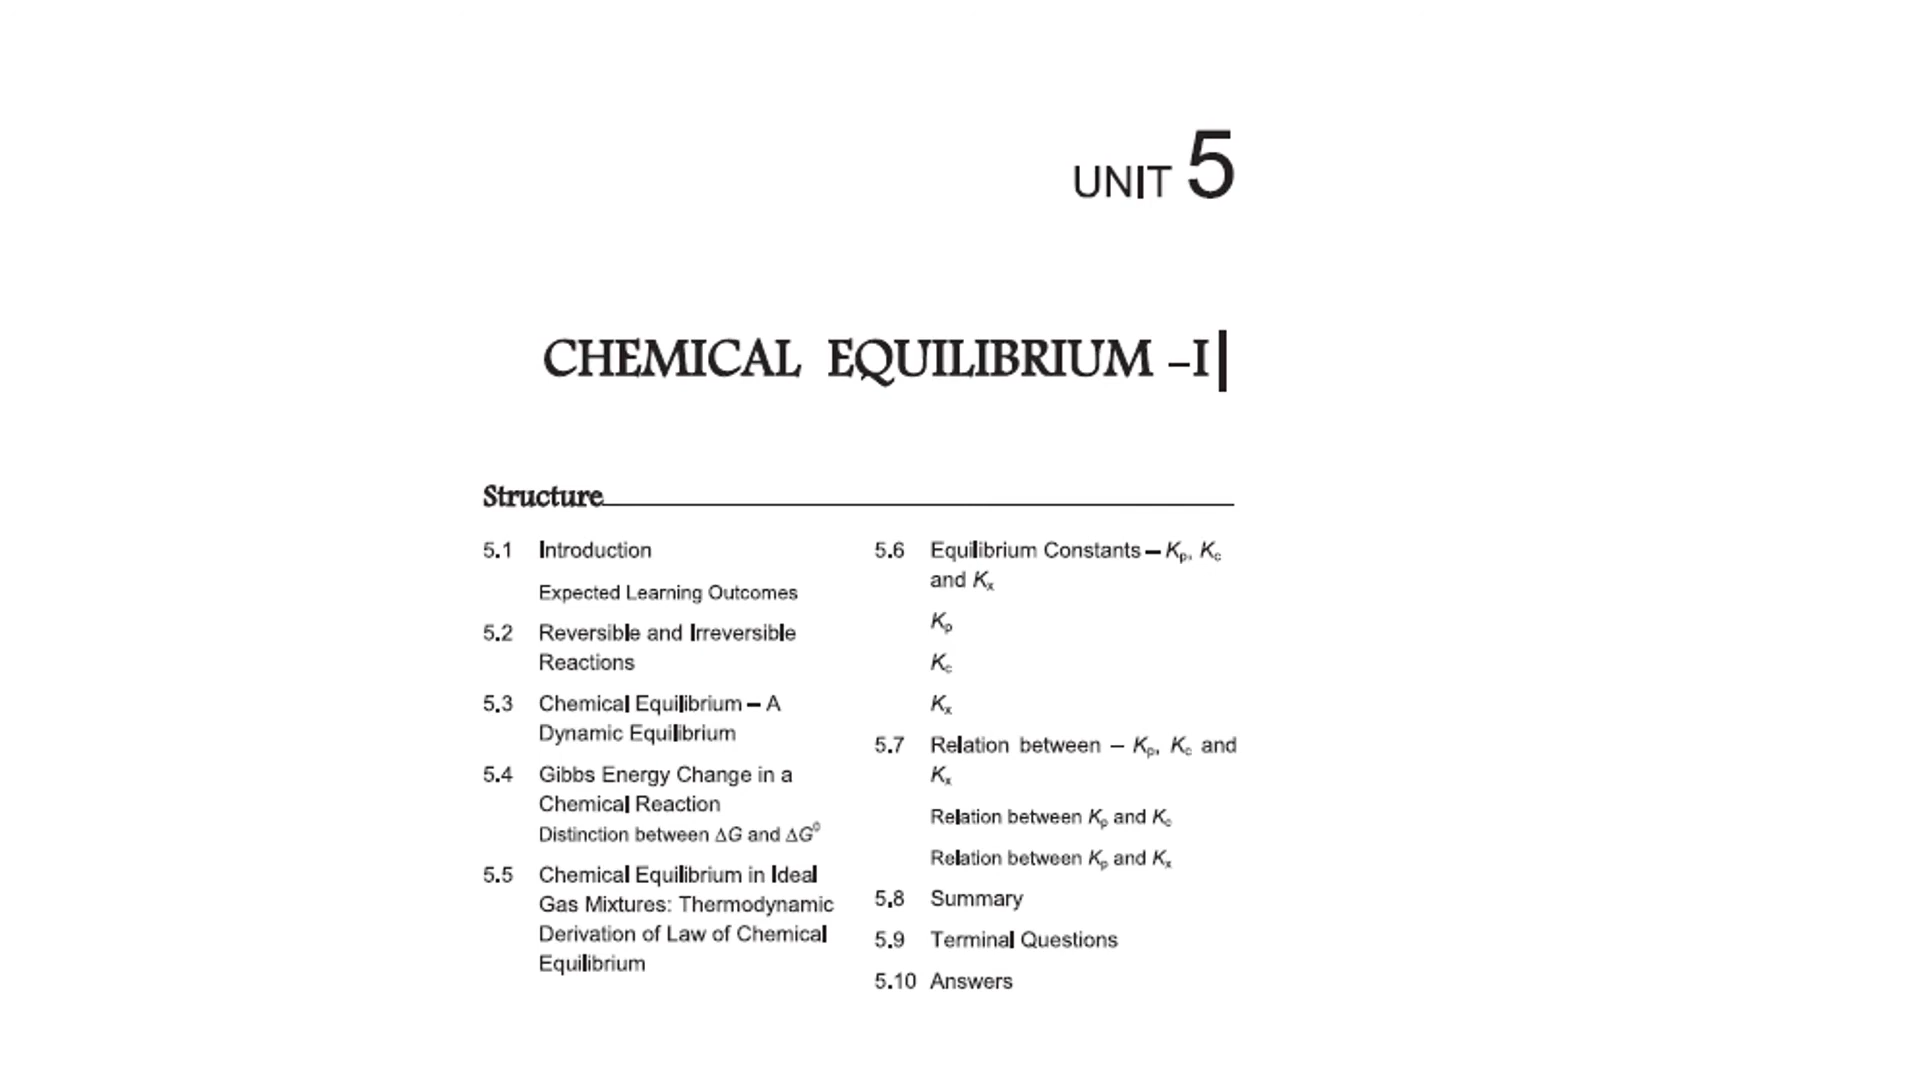 UNIT 5
CHEMICAL EQUILIBRIUM –I
Structure
5.1 Introduction
Expected Learning Outcomes
5.2 Reversible and Irreversible
Reactions
5.3 Chemical Equilibrium – A
Dynamic Equilibrium
5.4 Gibbs Energy Change in a
Chemical Reaction
Distinction between ΔG and ΔG⁰
5.5 Chemical Equilibrium in Ideal
Gas Mixtures: Thermodynamic
Derivation of Law of Chemical
Equilibrium
5.6 Equilibrium Constants – Kp, Kc
and Kx
Kp
Kc
Kx
5.7 Relation between – Kp, Kc and
Kx
Relation between Kp and Kc
Relation between Kp and Kx
5.8 Summary
5.9 Terminal Questions
5.10 Answers